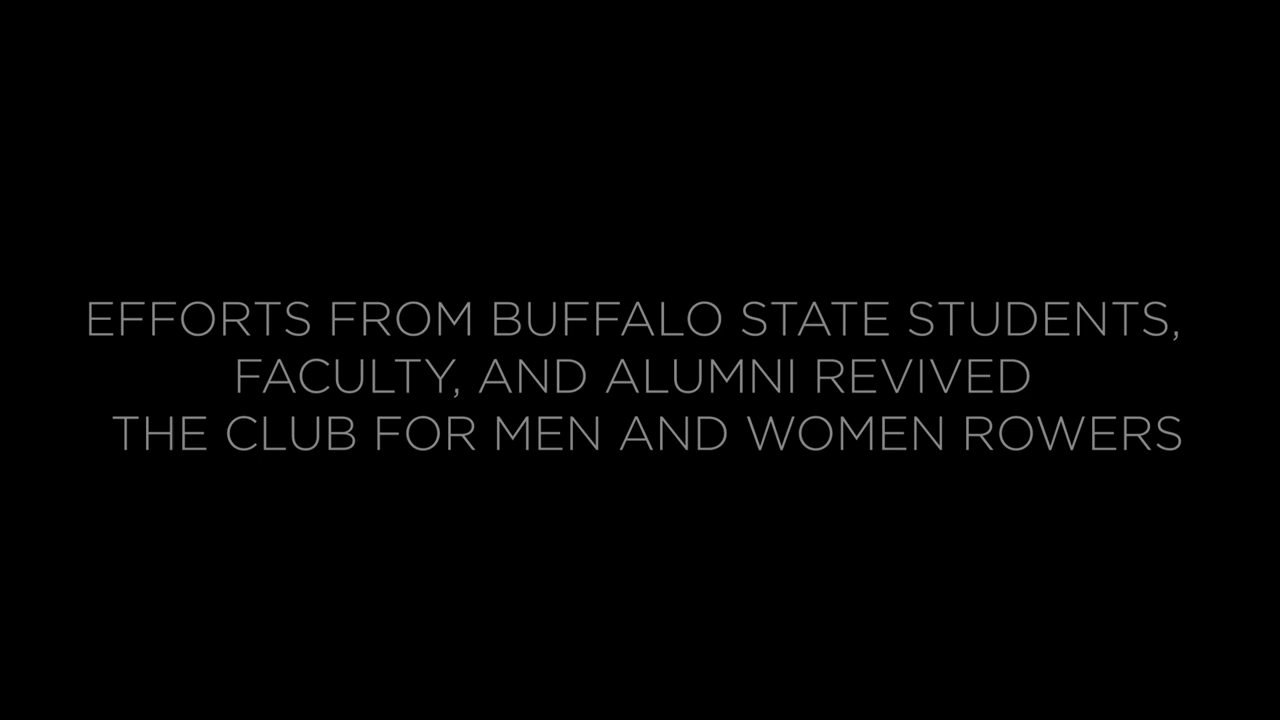 EFFORTS FROM BUFFALO STATE STUDENTS,
FACULTY, AND ALUMNI REVIVED
THE CLUB FOR MEN AND WOMEN ROWERS